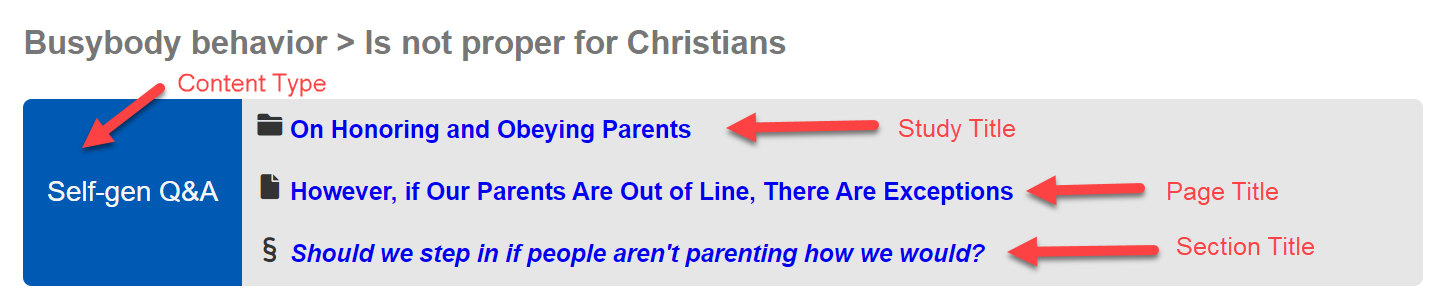 Busybody behavior > Is not proper for Christians
Content Type
On Honoring and Obeying Parents
Study Title
Self-gen Q&A
However, if Our Parents Are Out of Line, There Are Exceptions
Page Title
§ Should we step in if people aren't parenting how we would?
Section Title